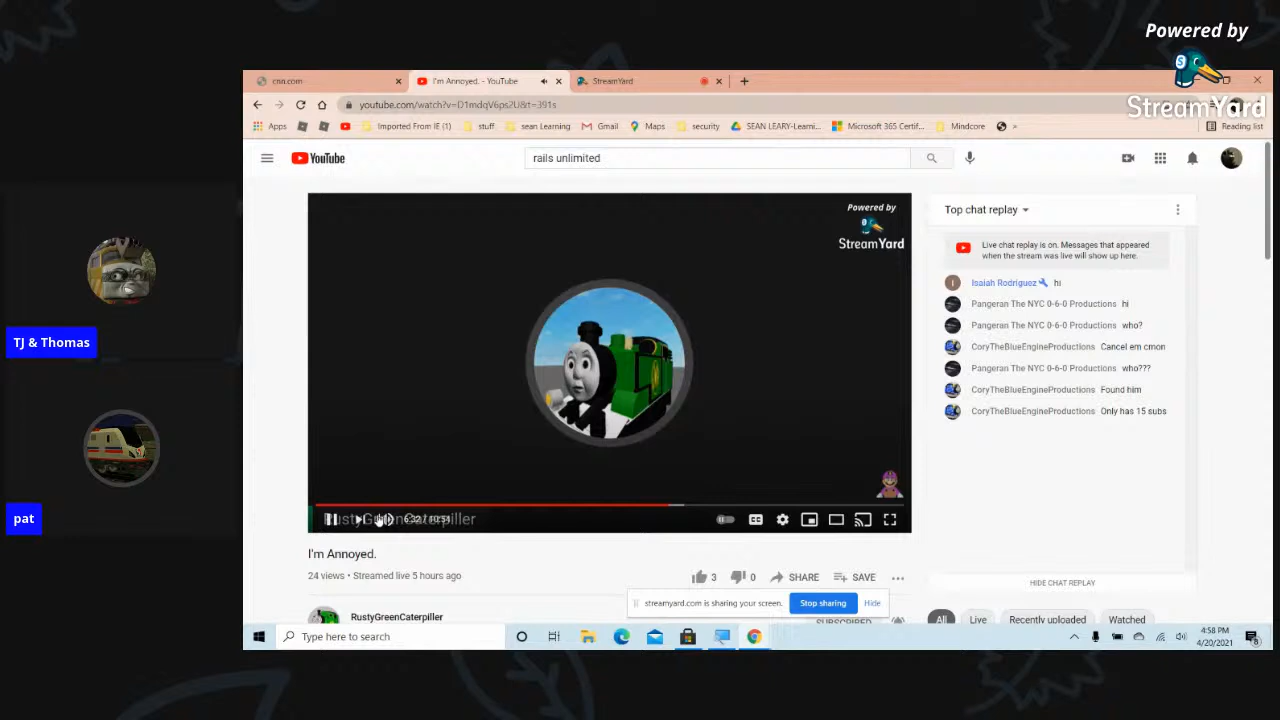 Powered by
StreamYard
cnn.com
I'm Annoyed. - YouTube
StreamYard
youtube.com/watch?v=D1mdqV6ps2U&t=391s
Apps
Imported From IE (1)
stuff
sean Learning
Gmail
Maps
security
SEAN LEARY-Learni...
Microsoft 365 Certif...
Mindcore
»
Reading list
YouTube
rails unlimited
Powered by
StreamYard
Top chat replay
Live chat replay is on. Messages that appeared
when the stream was live will show up here.
Isaiah Rodriguez hi
Pangeran The NYC 0-6-0 Productions hi
Pangeran The NYC 0-6-0 Productions who?
CoryTheBlueEngineProductions Cancel em cmon
Pangeran The NYC 0-6-0 Productions who???
CoryTheBlueEngineProductions Found him
CoryTheBlueEngineProductions Only has 15 subs
TJ & Thomas
pat
RustyGreenCaterpiller
CC
I'm Annoyed.
24 views • Streamed live 5 hours ago
3
0
SHARE
SAVE
HIDE CHAT REPLAY
streamyard.com is sharing your screen.
Stop sharing
Hide
RustyGreenCaterpiller
SUBSCRIBED
All
Live
Recently uploaded
Watched
Type here to search
4:58 PM
4/20/2021